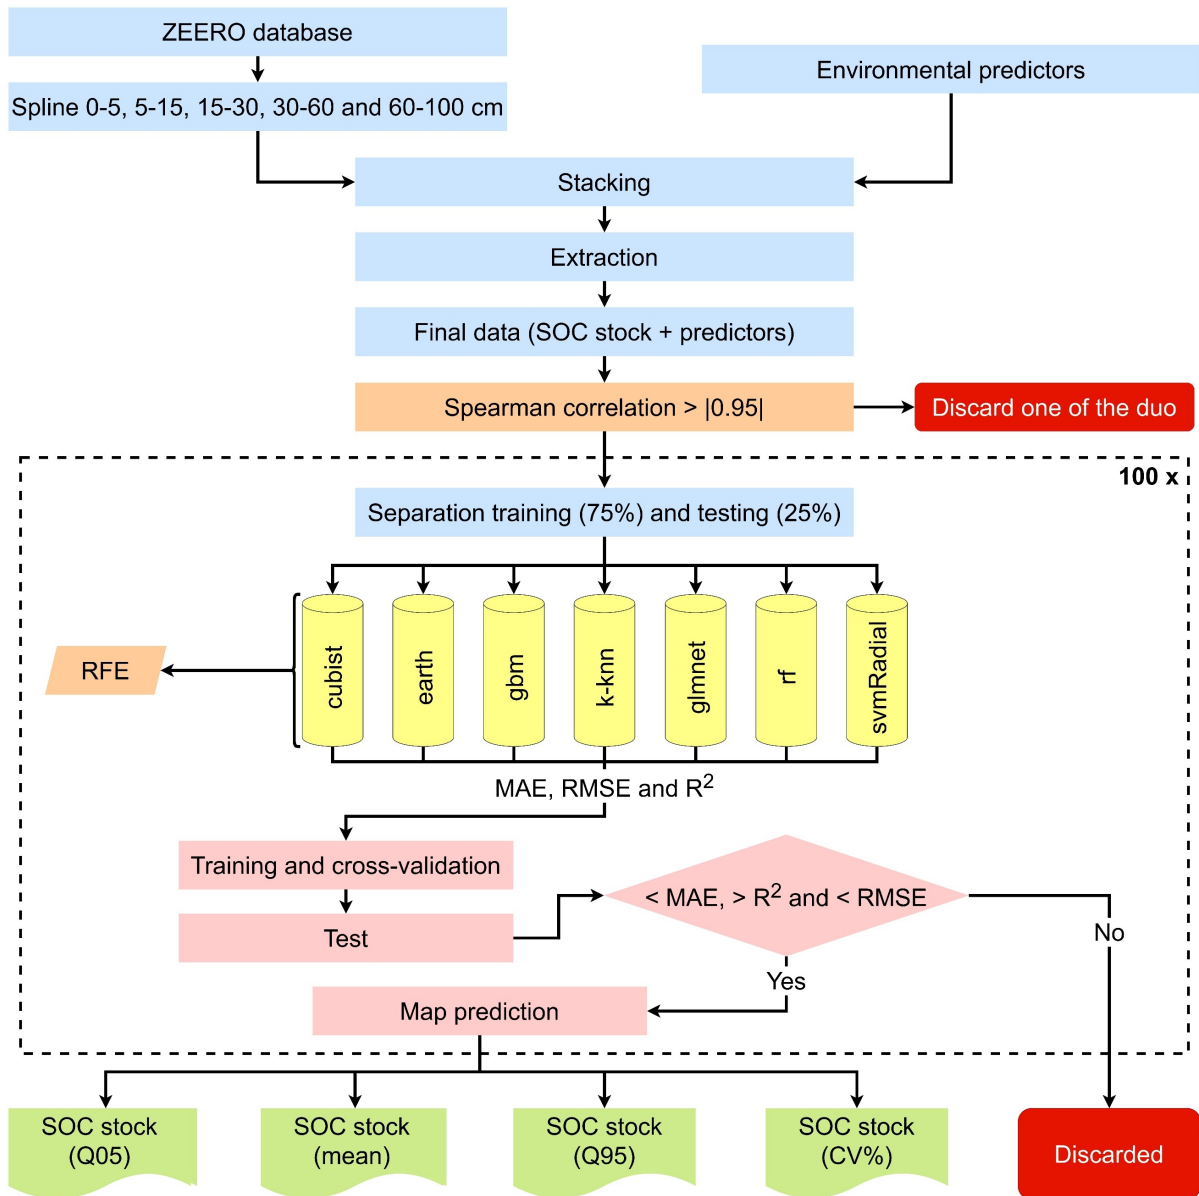 ZEERO database
Environmental predictors
Spline 0-5, 5-15, 15-30, 30-60 and 60-100 cm
Stacking
Extraction
Final data (SOC stock + predictors)
Spearman correlation > |0.95|
Discard one of the duo
100 x
Separation training (75%) and testing (25%)
RFE
cubist
earth
gbm
k-knn
glmnet
rf
svmRadial
MAE, RMSE and R²
Training and cross-validation
< MAE, > R² and < RMSE
Test
No
Yes
Map prediction
SOC stock
(Q05)
SOC stock
(mean)
SOC stock
(Q95)
SOC stock
(CV%)
Discarded